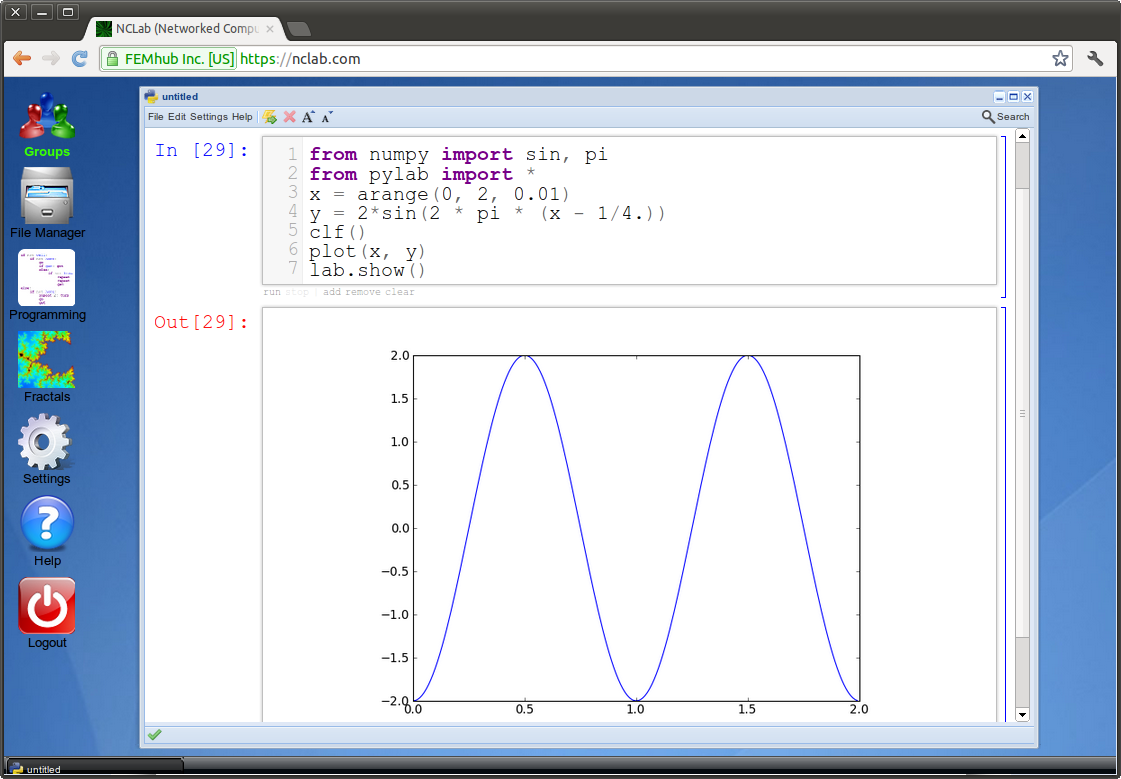 NCLab (Networked Compu
FEMhub Inc. [US] https://nclab.com
Groups
File Manager
Programming
Fractals
Settings
Help
Logout
untitled
File Edit Settings Help
Search
In [29]:
1 from numpy import sin, pi
2 from pylab import *
3 x = arange(0, 2, 0.01)
4 y = 2*sin(2 * pi * (x - 1/4.))
5 clf()
6 plot(x, y)
7 lab.show()
run stop | add remove clear
Out[29]:
2.0
1.5
1.0
0.5
0.0
−0.5
−1.0
−1.5
−2.0
0.0 0.5 1.0 1.5 2.0
untitled